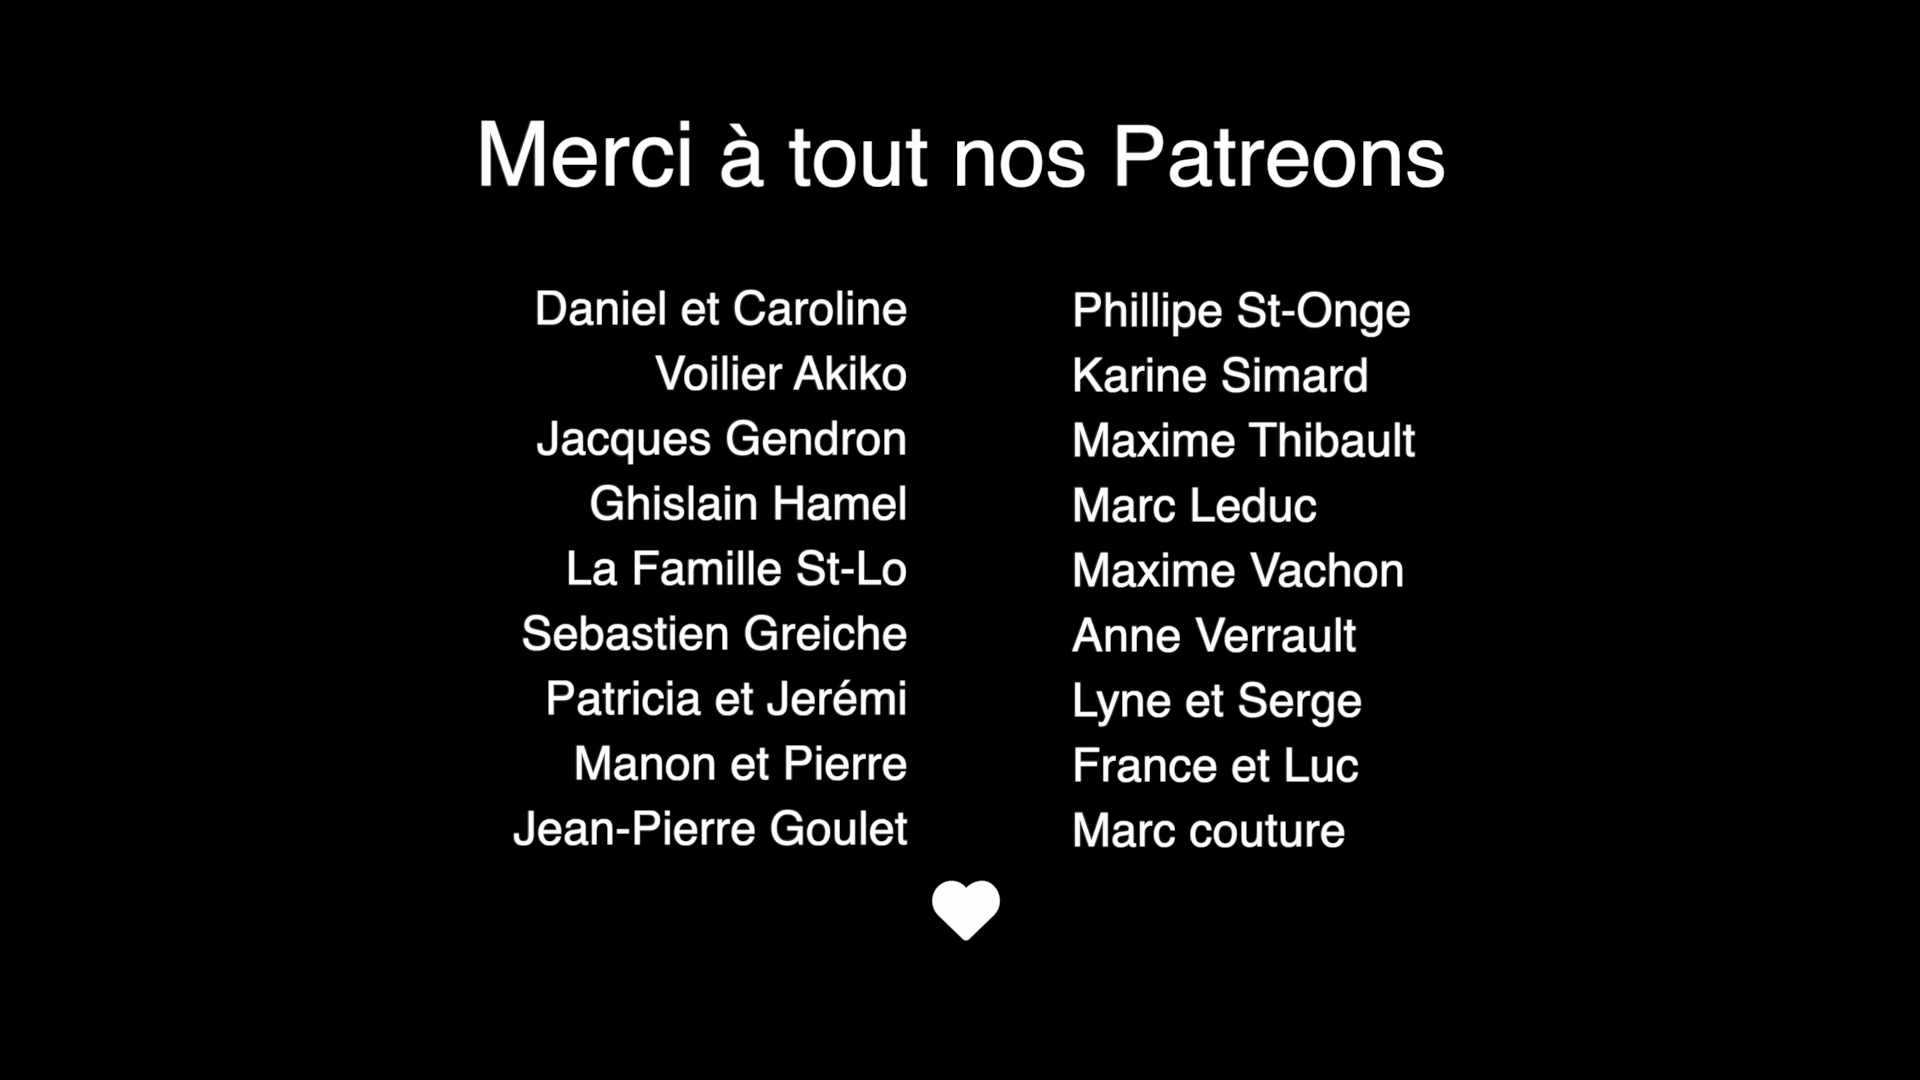 Merci à tout nos Patreons
Daniel et Caroline
Voilier Akiko
Jacques Gendron
Ghislain Hamel
La Famille St-Lo
Sebastien Greiche
Patricia et Jerémi
Manon et Pierre
Jean-Pierre Goulet
Phillipe St-Onge
Karine Simard
Maxime Thibault
Marc Leduc
Maxime Vachon
Anne Verrault
Lyne et Serge
France et Luc
Marc couture